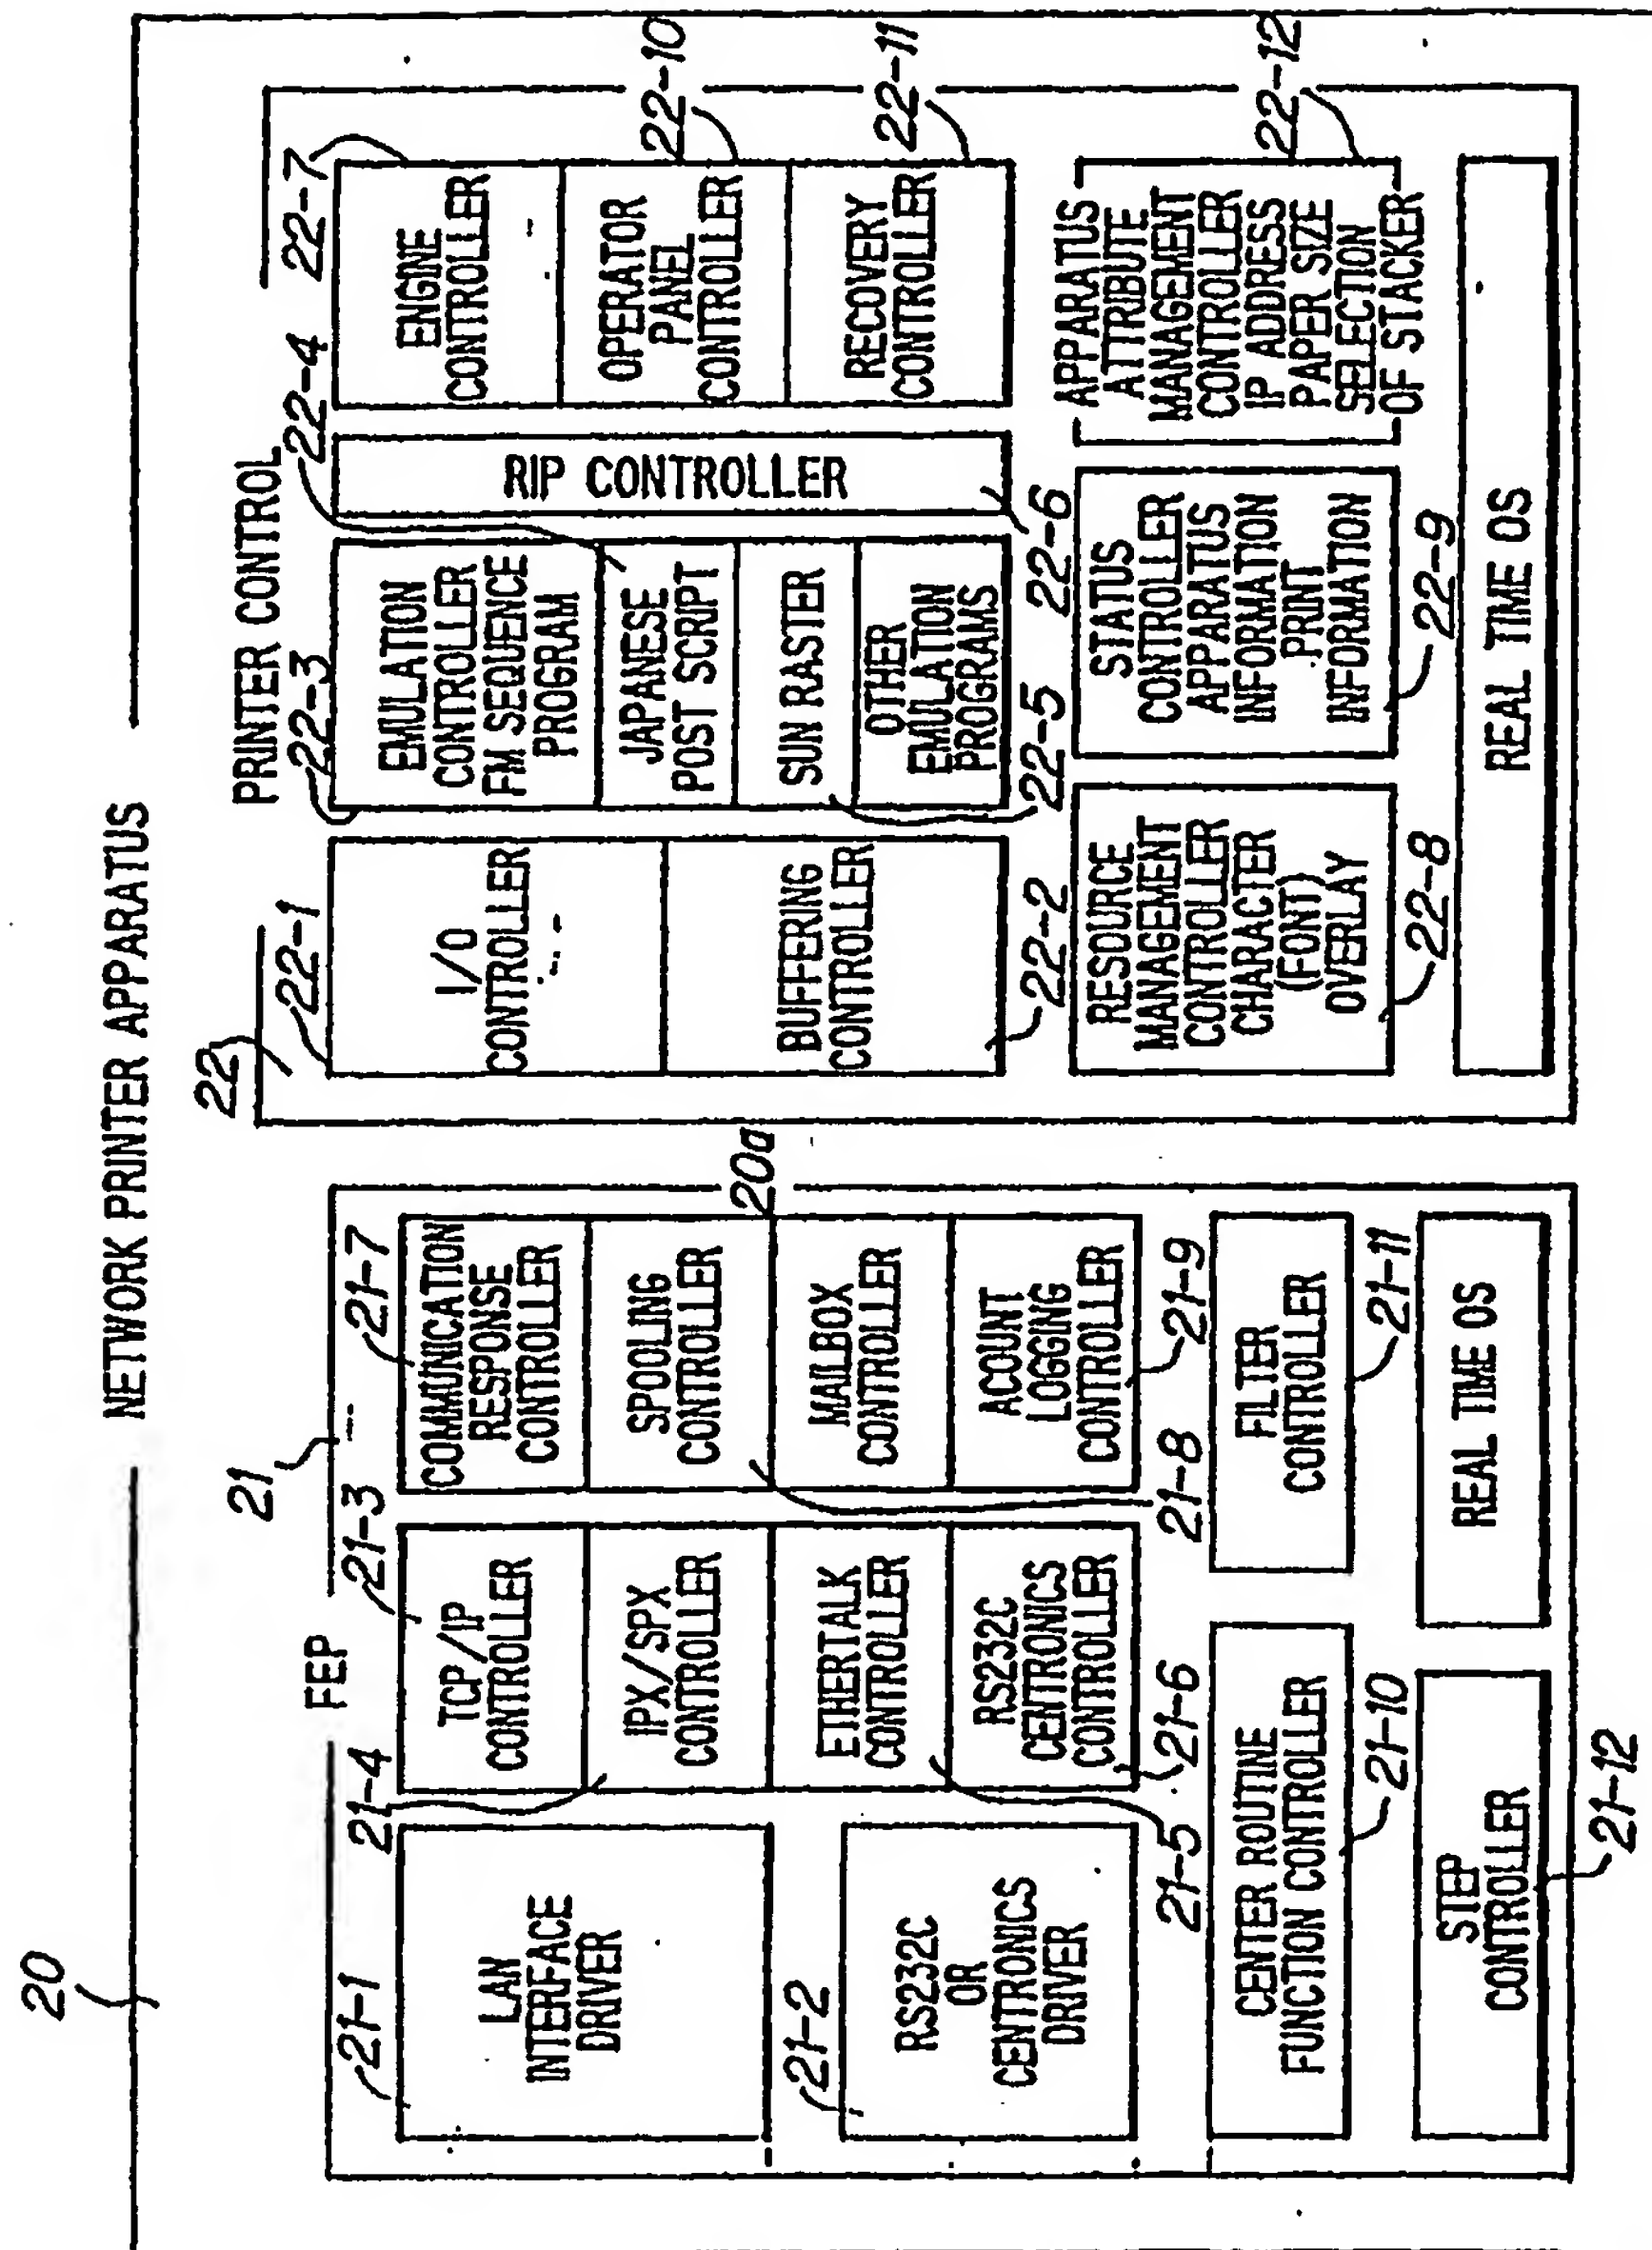 NETWORK PRINTER APPARATUS
20
FEP
21
21-1
LAN
INTERFACE
DRIVER
21-2
RS232C
OR
CENTRONICS
DRIVER
21-3
TCP/IP
CONTROLLER
21-4
IPX/SPX
CONTROLLER
ETHERTALK
CONTROLLER
21-5
RS232C
CENTRONICS
CONTROLLER
21-6
21-7
COMMUNICATION
RESPONSE
CONTROLLER
SPOOLING
CONTROLLER
20a
MAILBOX
CONTROLLER
21-8
ACOUNT
LOGGING
CONTROLLER
21-9
CENTER ROUTINE
FUNCTION CONTROLLER
21-10
FILTER
CONTROLLER
21-11
STEP
CONTROLLER
21-12
REAL TIME OS
PRINTER CONTROL
22
22-1
I/O
CONTROLLER
BUFFERING
CONTROLLER
22-2
22-3
EMULATION
CONTROLLER
FM SEQUENCE
PROGRAM
22-4
JAPANESE
POST SCRIPT
SUN RASTER
22-5
OTHER
EMULATION
PROGRAMS
RIP CONTROLLER
22-6
22-7
ENGINE
CONTROLLER
OPERATOR
PANEL
CONTROLLER
22-10
RECOVERY
CONTROLLER
22-11
RESOURCE
MANAGEMENT
CONTROLLER
CHARACTER
(FONT)
OVERLAY
22-8
STATUS
CONTROLLER
APPARATUS
INFORMATION
PRINT
INFORMATION
22-9
APPARATUS
ATTRIBUTE
MANAGEMENT
CONTROLLER
IP ADDRESS
PAPER SIZE
SELECTION
OF STACKER
22-12
REAL TIME OS